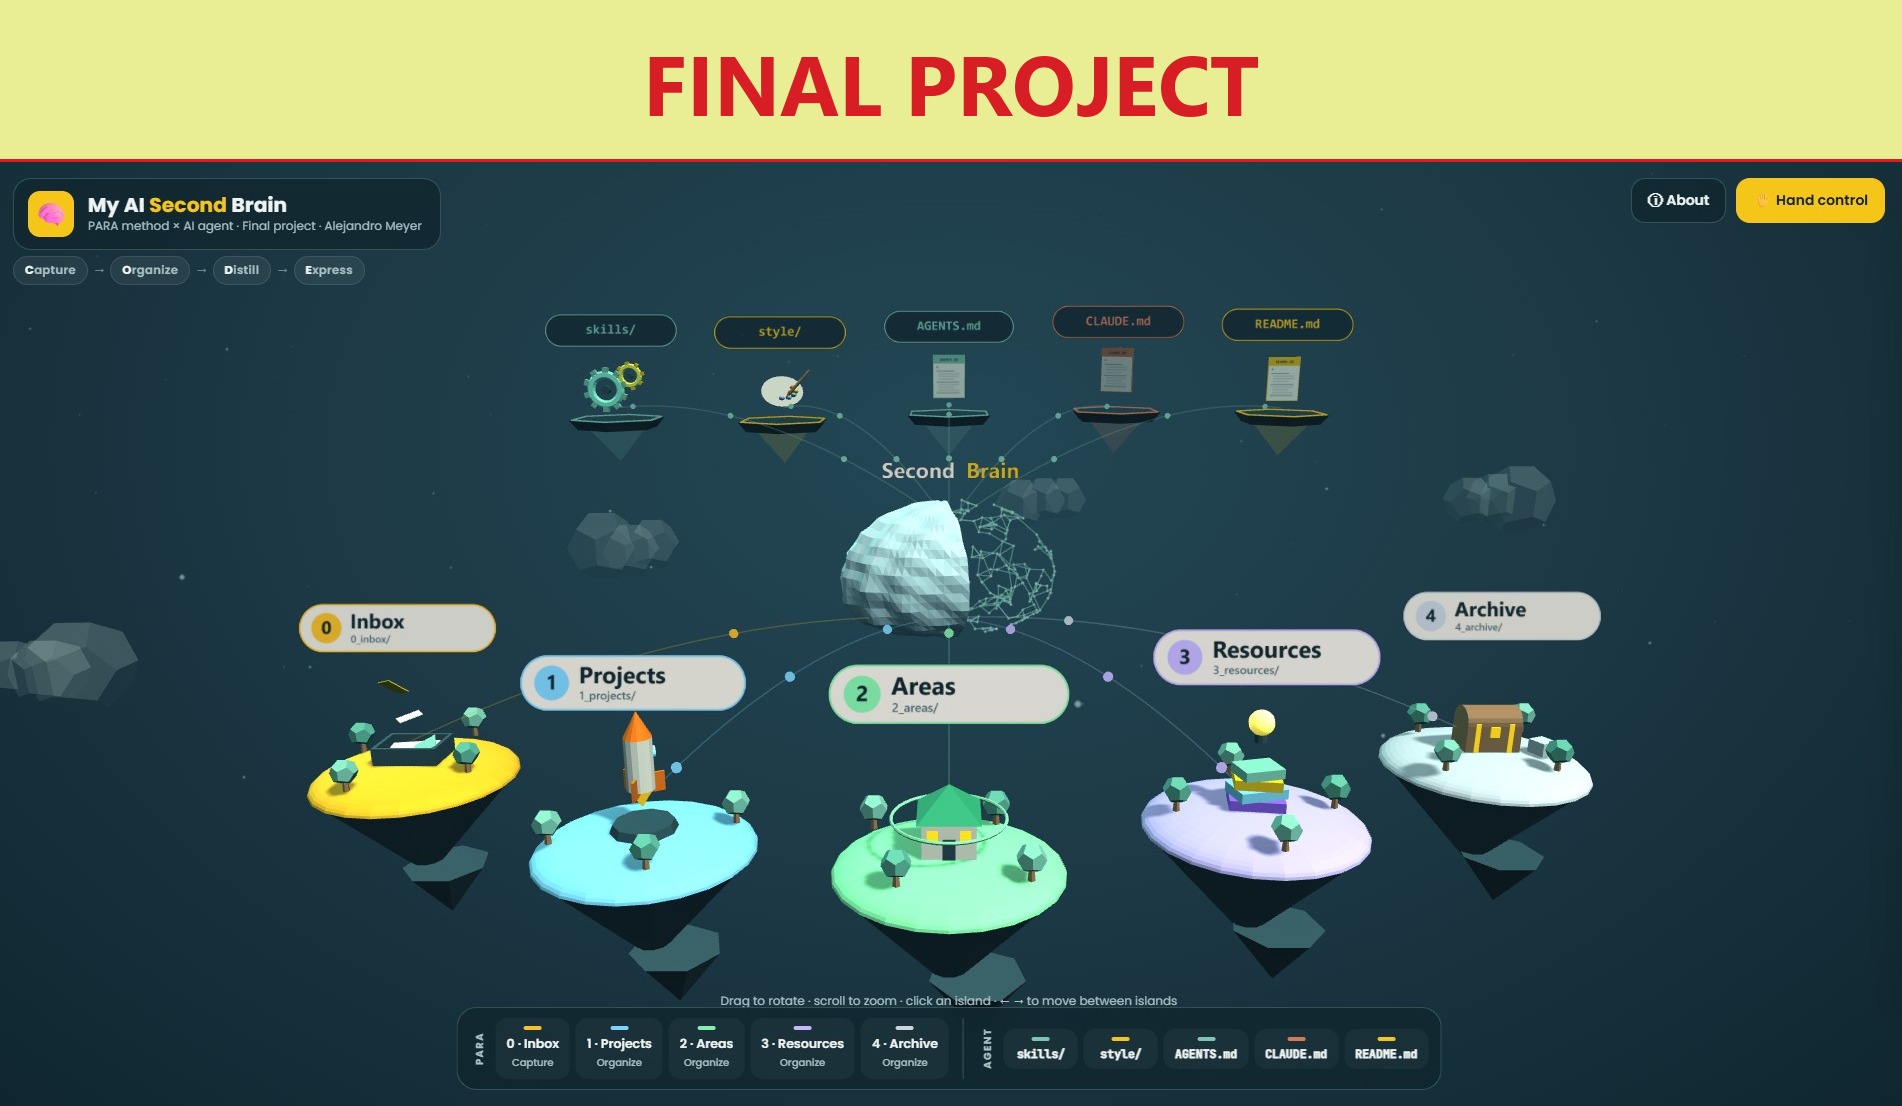 FINAL PROJECT
My AI Second Brain
PARA method × AI agent · Final project · Alejandro Meyer
About
Hand control
Capture → Organize → Distill → Express
skills/
style/
AGENTS.md
CLAUDE.md
README.md
Second Brain
0 Inbox
0_inbox/
1 Projects
1_projects/
2 Areas
2_areas/
3 Resources
3_resources/
4 Archive
4_archive/
Drag to rotate · scroll to zoom · click an island · ← → to move between islands
PARA
0 · Inbox
Capture
1 · Projects
Organize
2 · Areas
Organize
3 · Resources
Organize
4 · Archive
Organize
AGENT
skills/
style/
AGENTS.md
CLAUDE.md
README.md